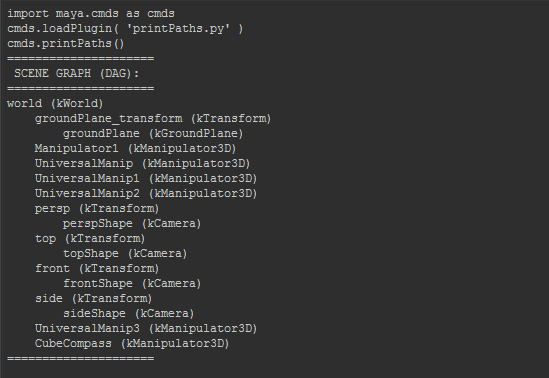 import maya.cmds as cmds
cmds.loadPlugin( 'printPaths.py' )
cmds.printPaths()
=====================
 SCENE GRAPH (DAG):
=====================
world (kWorld)
    groundPlane_transform (kTransform)
        groundPlane (kGroundPlane)
    Manipulator1 (kManipulator3D)
    UniversalManip (kManipulator3D)
    UniversalManip1 (kManipulator3D)
    UniversalManip2 (kManipulator3D)
    persp (kTransform)
        perspShape (kCamera)
    top (kTransform)
        topShape (kCamera)
    front (kTransform)
        frontShape (kCamera)
    side (kTransform)
        sideShape (kCamera)
    UniversalManip3 (kManipulator3D)
    CubeCompass (kManipulator3D)
=====================